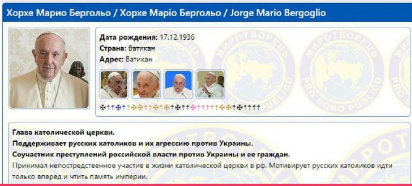 Хорхе Марио Бергольо / Хорхе Маріо Бергольо / Jorge Mario Bergoglio
Дата рождения: 17.12.1936
Страна: Ватикан
Адрес: Ватикан
Глава католической церкви.
Поддерживает русских католиков и их агрессию против Украины.
Соучастник преступлений российской власти против Украины и ее граждан.
Принимал непосредственное участие в жизни католической церкви в рф. Мотивирует русских католиков идти
только вперед и чтить память империи.